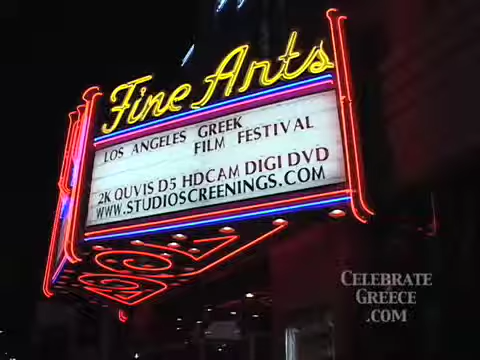 Fine Arts
LOS ANGELES GREEK
FILM FESTIVAL
2K QUVIS D5 HDCAM DIGI DVD
WWW.STUDIOSCREENINGS.COM
CELEBRATE
GREECE
.COM